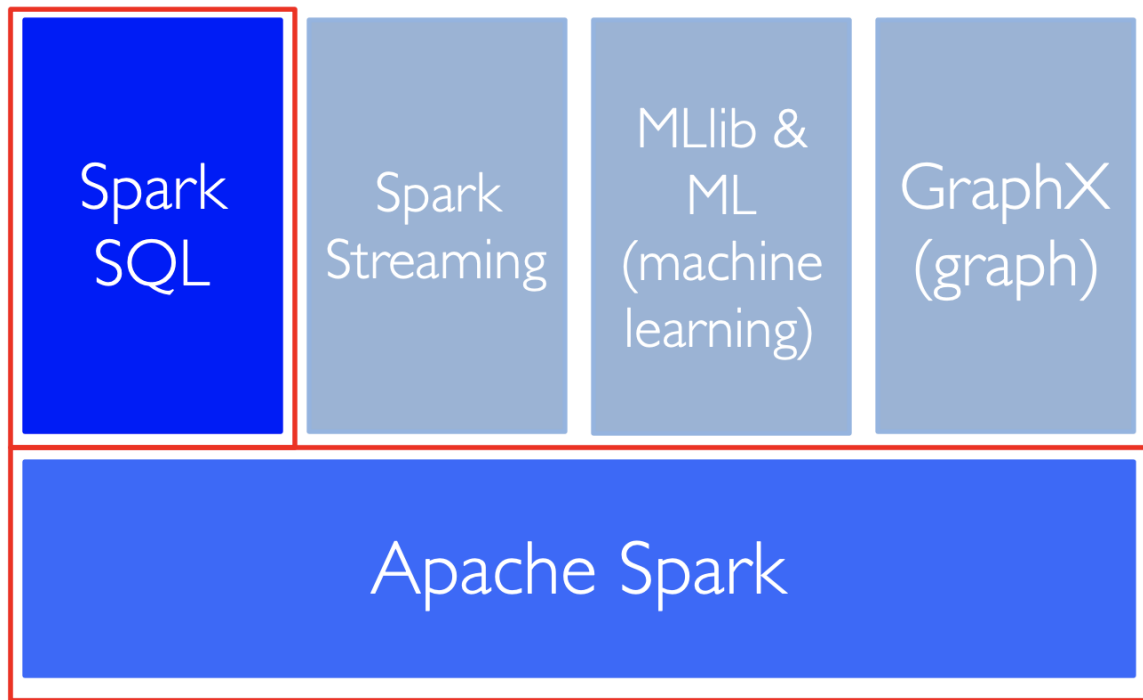 Spark
SQL
Spark
Streaming
MLlib &
ML
(machine
learning)
GraphX
(graph)
Apache Spark